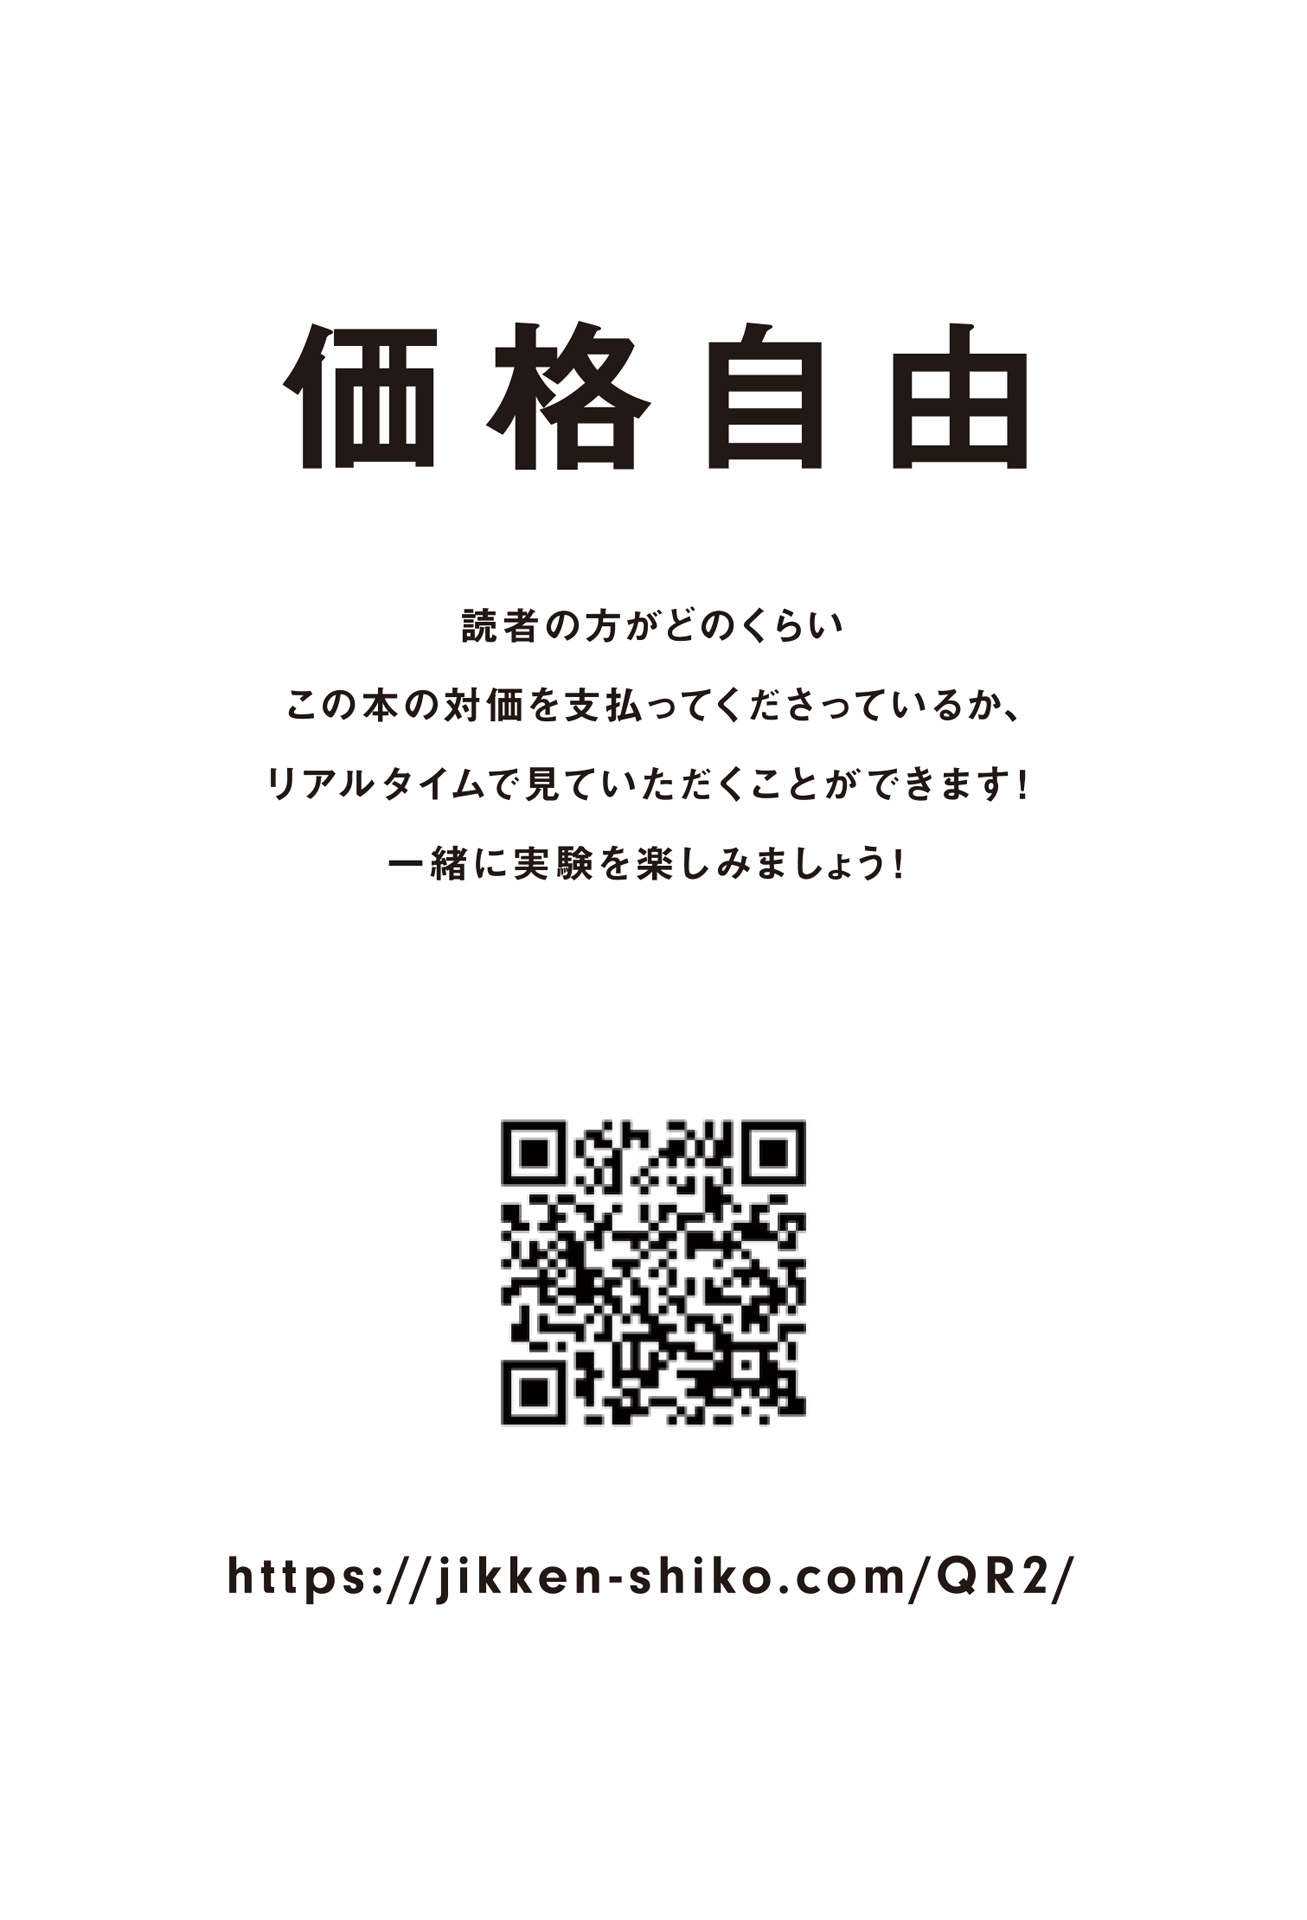 価格自由
読者の方がどのくらい
この本の対価を支払ってくださっているか、
リアルタイムで見ていただくことができます!
一緒に実験を楽しみましょう!
https://jikken-shiko.com/QR2/